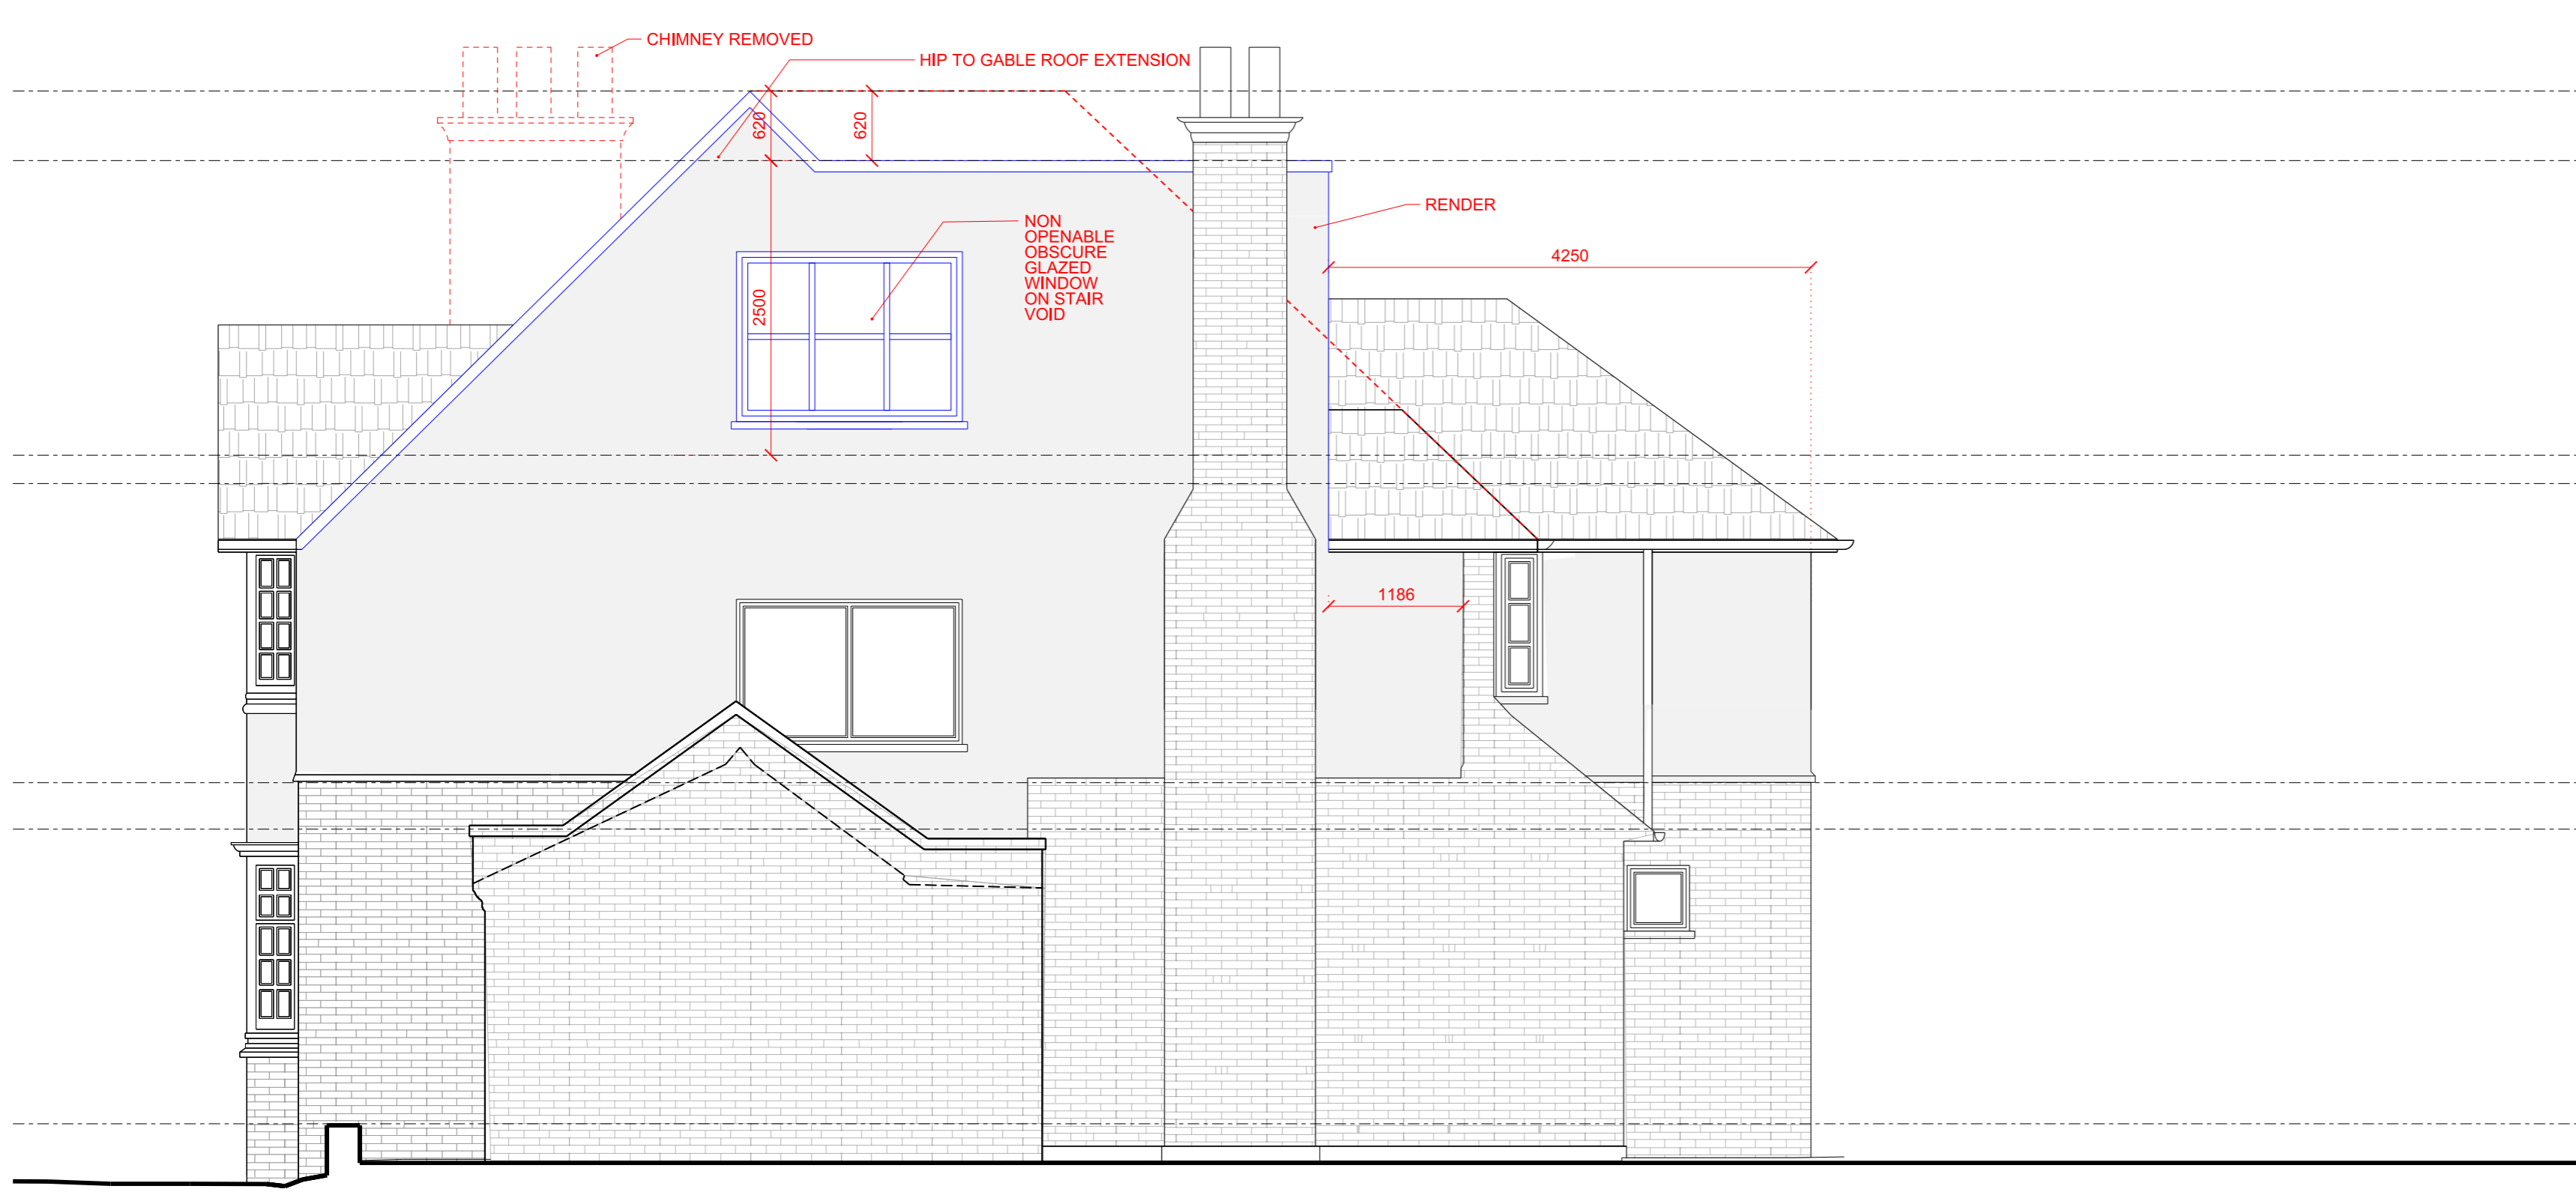 CHIMNEY REMOVED
HIP TO GABLE ROOF EXTENSION
620
620
RENDER
NON
OPENABLE
OBSCURE
GLAZED
WINDOW
ON STAIR
VOID
4250
2500
1186